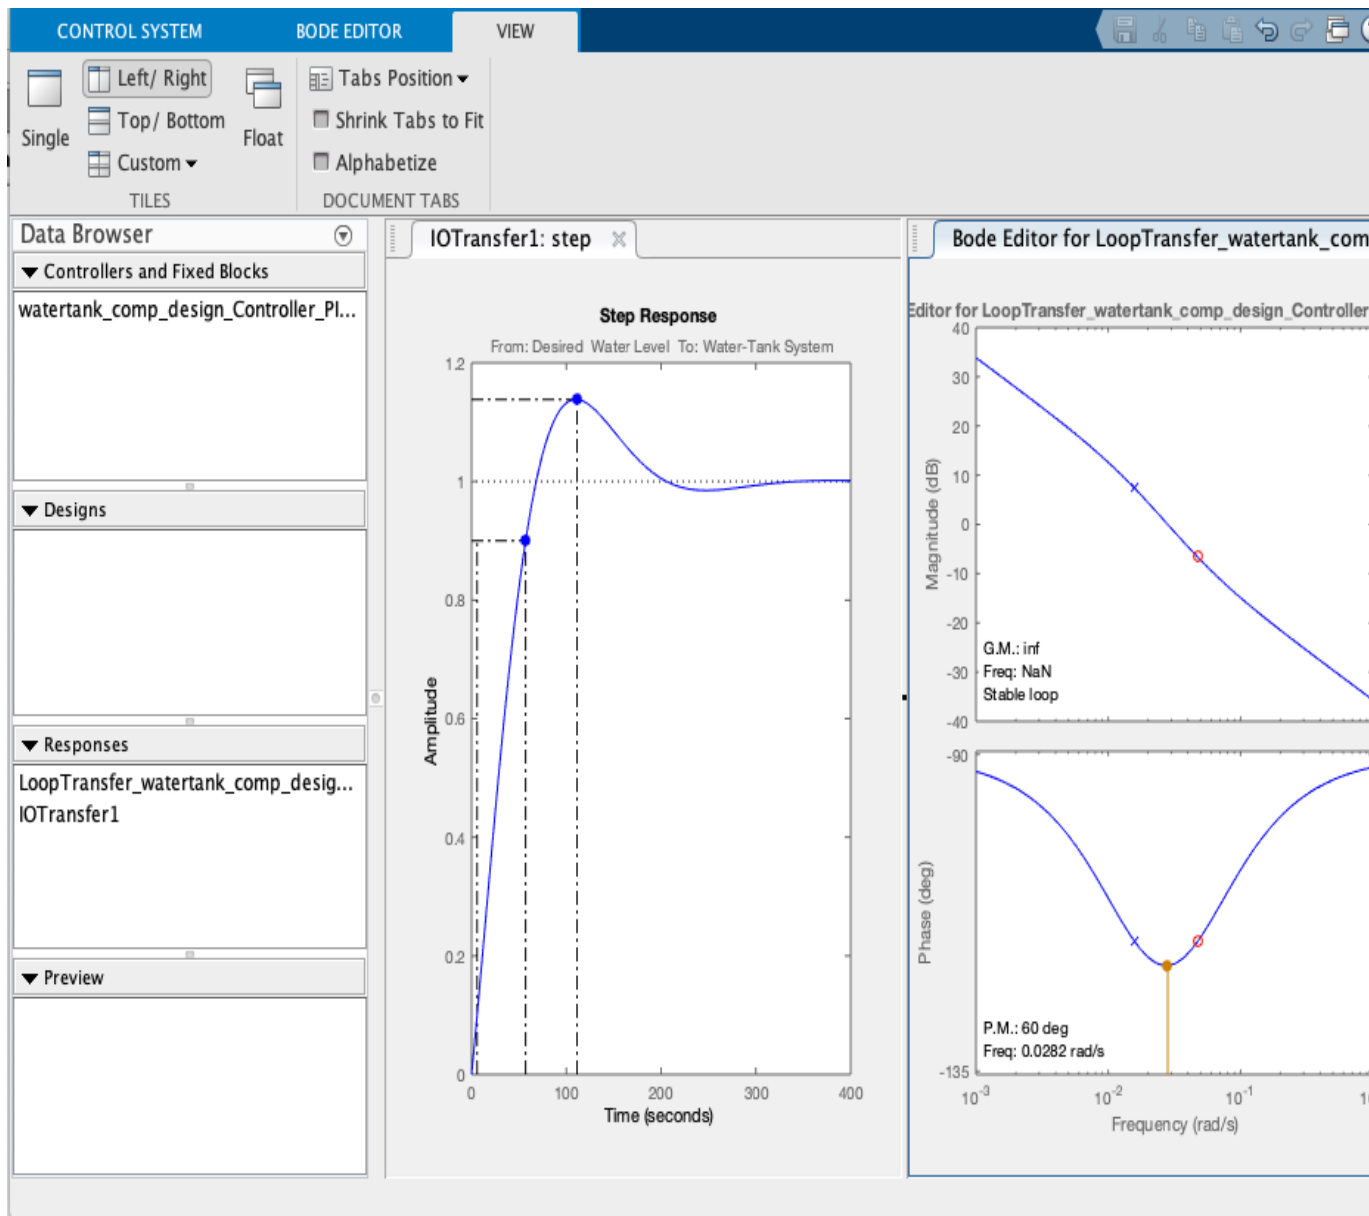 CONTROL SYSTEM BODE EDITOR VIEW
Left/ Right
Top/ Bottom
Custom
Single
Float
TILES
Tabs Position
Shrink Tabs to Fit
Alphabetize
DOCUMENT TABS
Data Browser
Controllers and Fixed Blocks
watertank_comp_design_Controller_PI...
Designs
Responses
LoopTransfer_watertank_comp_desig...
IOTransfer1
Preview
IOTransfer1: step
Step Response
From: Desired Water Level To: Water-Tank System
1.2
1
0.8
0.6
0.4
0.2
0
Amplitude
0 100 200 300 400
Time (seconds)
Bode Editor for LoopTransfer_watertank_com
Editor for LoopTransfer_watertank_comp_design_Controller
40
30
20
10
0
-10
-20
-30
-40
Magnitude (dB)
G.M.: inf
Freq: NaN
Stable loop
-90
-135
Phase (deg)
P.M.: 60 deg
Freq: 0.0282 rad/s
10^-3 10^-2 10^-1
Frequency (rad/s)